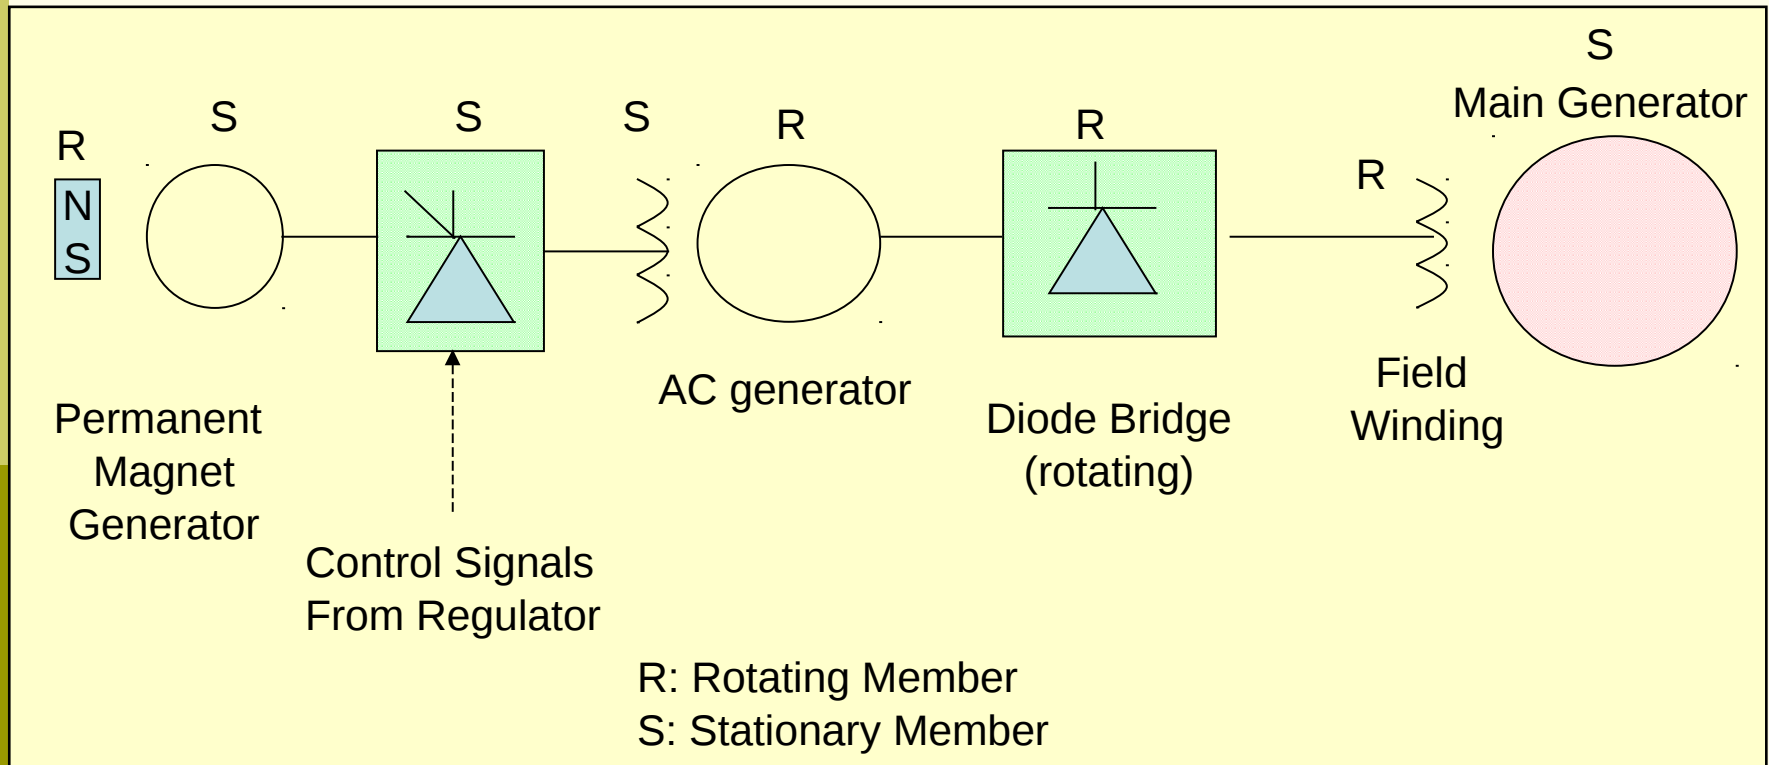 S
Main Generator
S
S
S
R
R
R
R
N
S
Field
Winding
AC generator
Permanent
Magnet
Generator
Diode Bridge
(rotating)
Control Signals
From Regulator
R: Rotating Member
S: Stationary Member